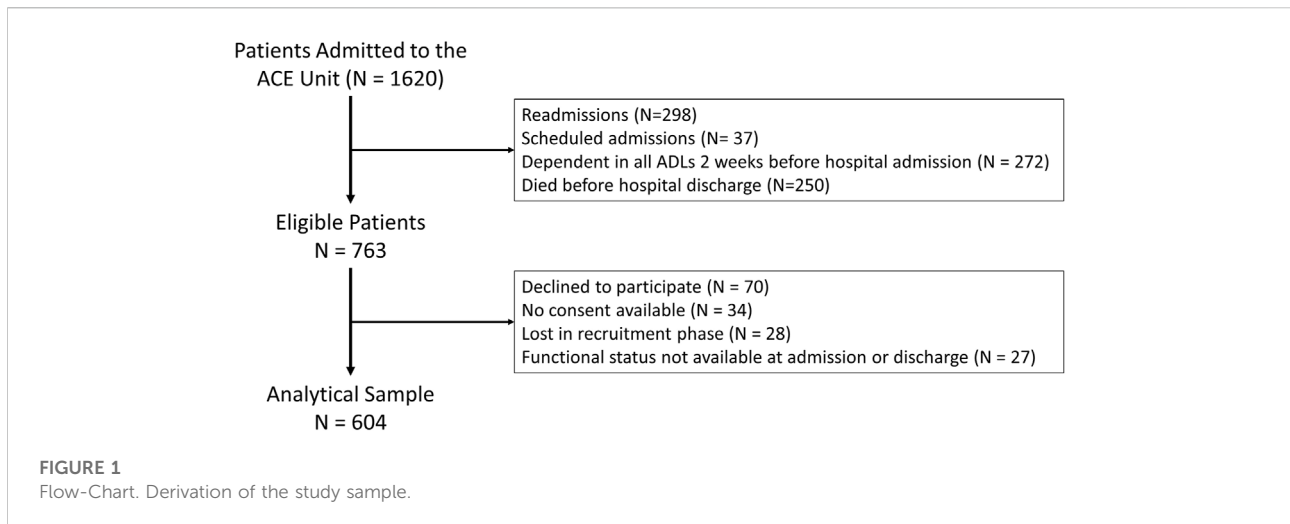 Patients Admitted to the
ACE Unit (N = 1620)
Readmissions (N=298)
Scheduled admissions (N= 37)
Dependent in all ADLs 2 weeks before hospital admission (N = 272)
Died before hospital discharge (N=250)
Eligible Patients
N = 763
Declined to participate (N = 70)
No consent available (N = 34)
Lost in recruitment phase (N = 28)
Functional status not available at admission or discharge (N = 27)
Analytical Sample
N = 604
FIGURE 1
Flow-Chart. Derivation of the study sample.